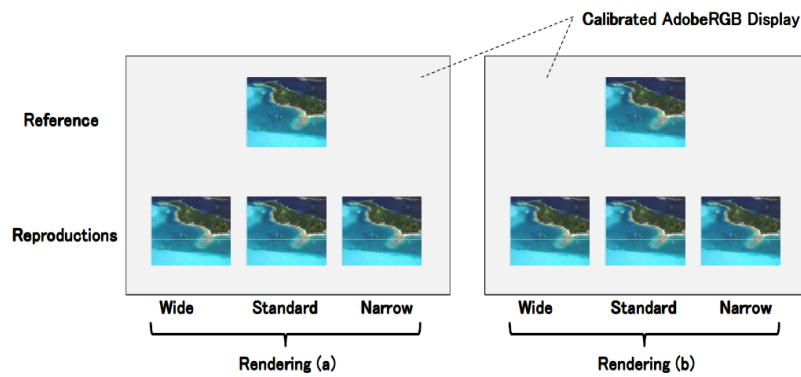 Calibrated AdobeRGB Display
Reference
Reproductions
Wide Standard Narrow
Wide Standard Narrow
Rendering (a)
Rendering (b)